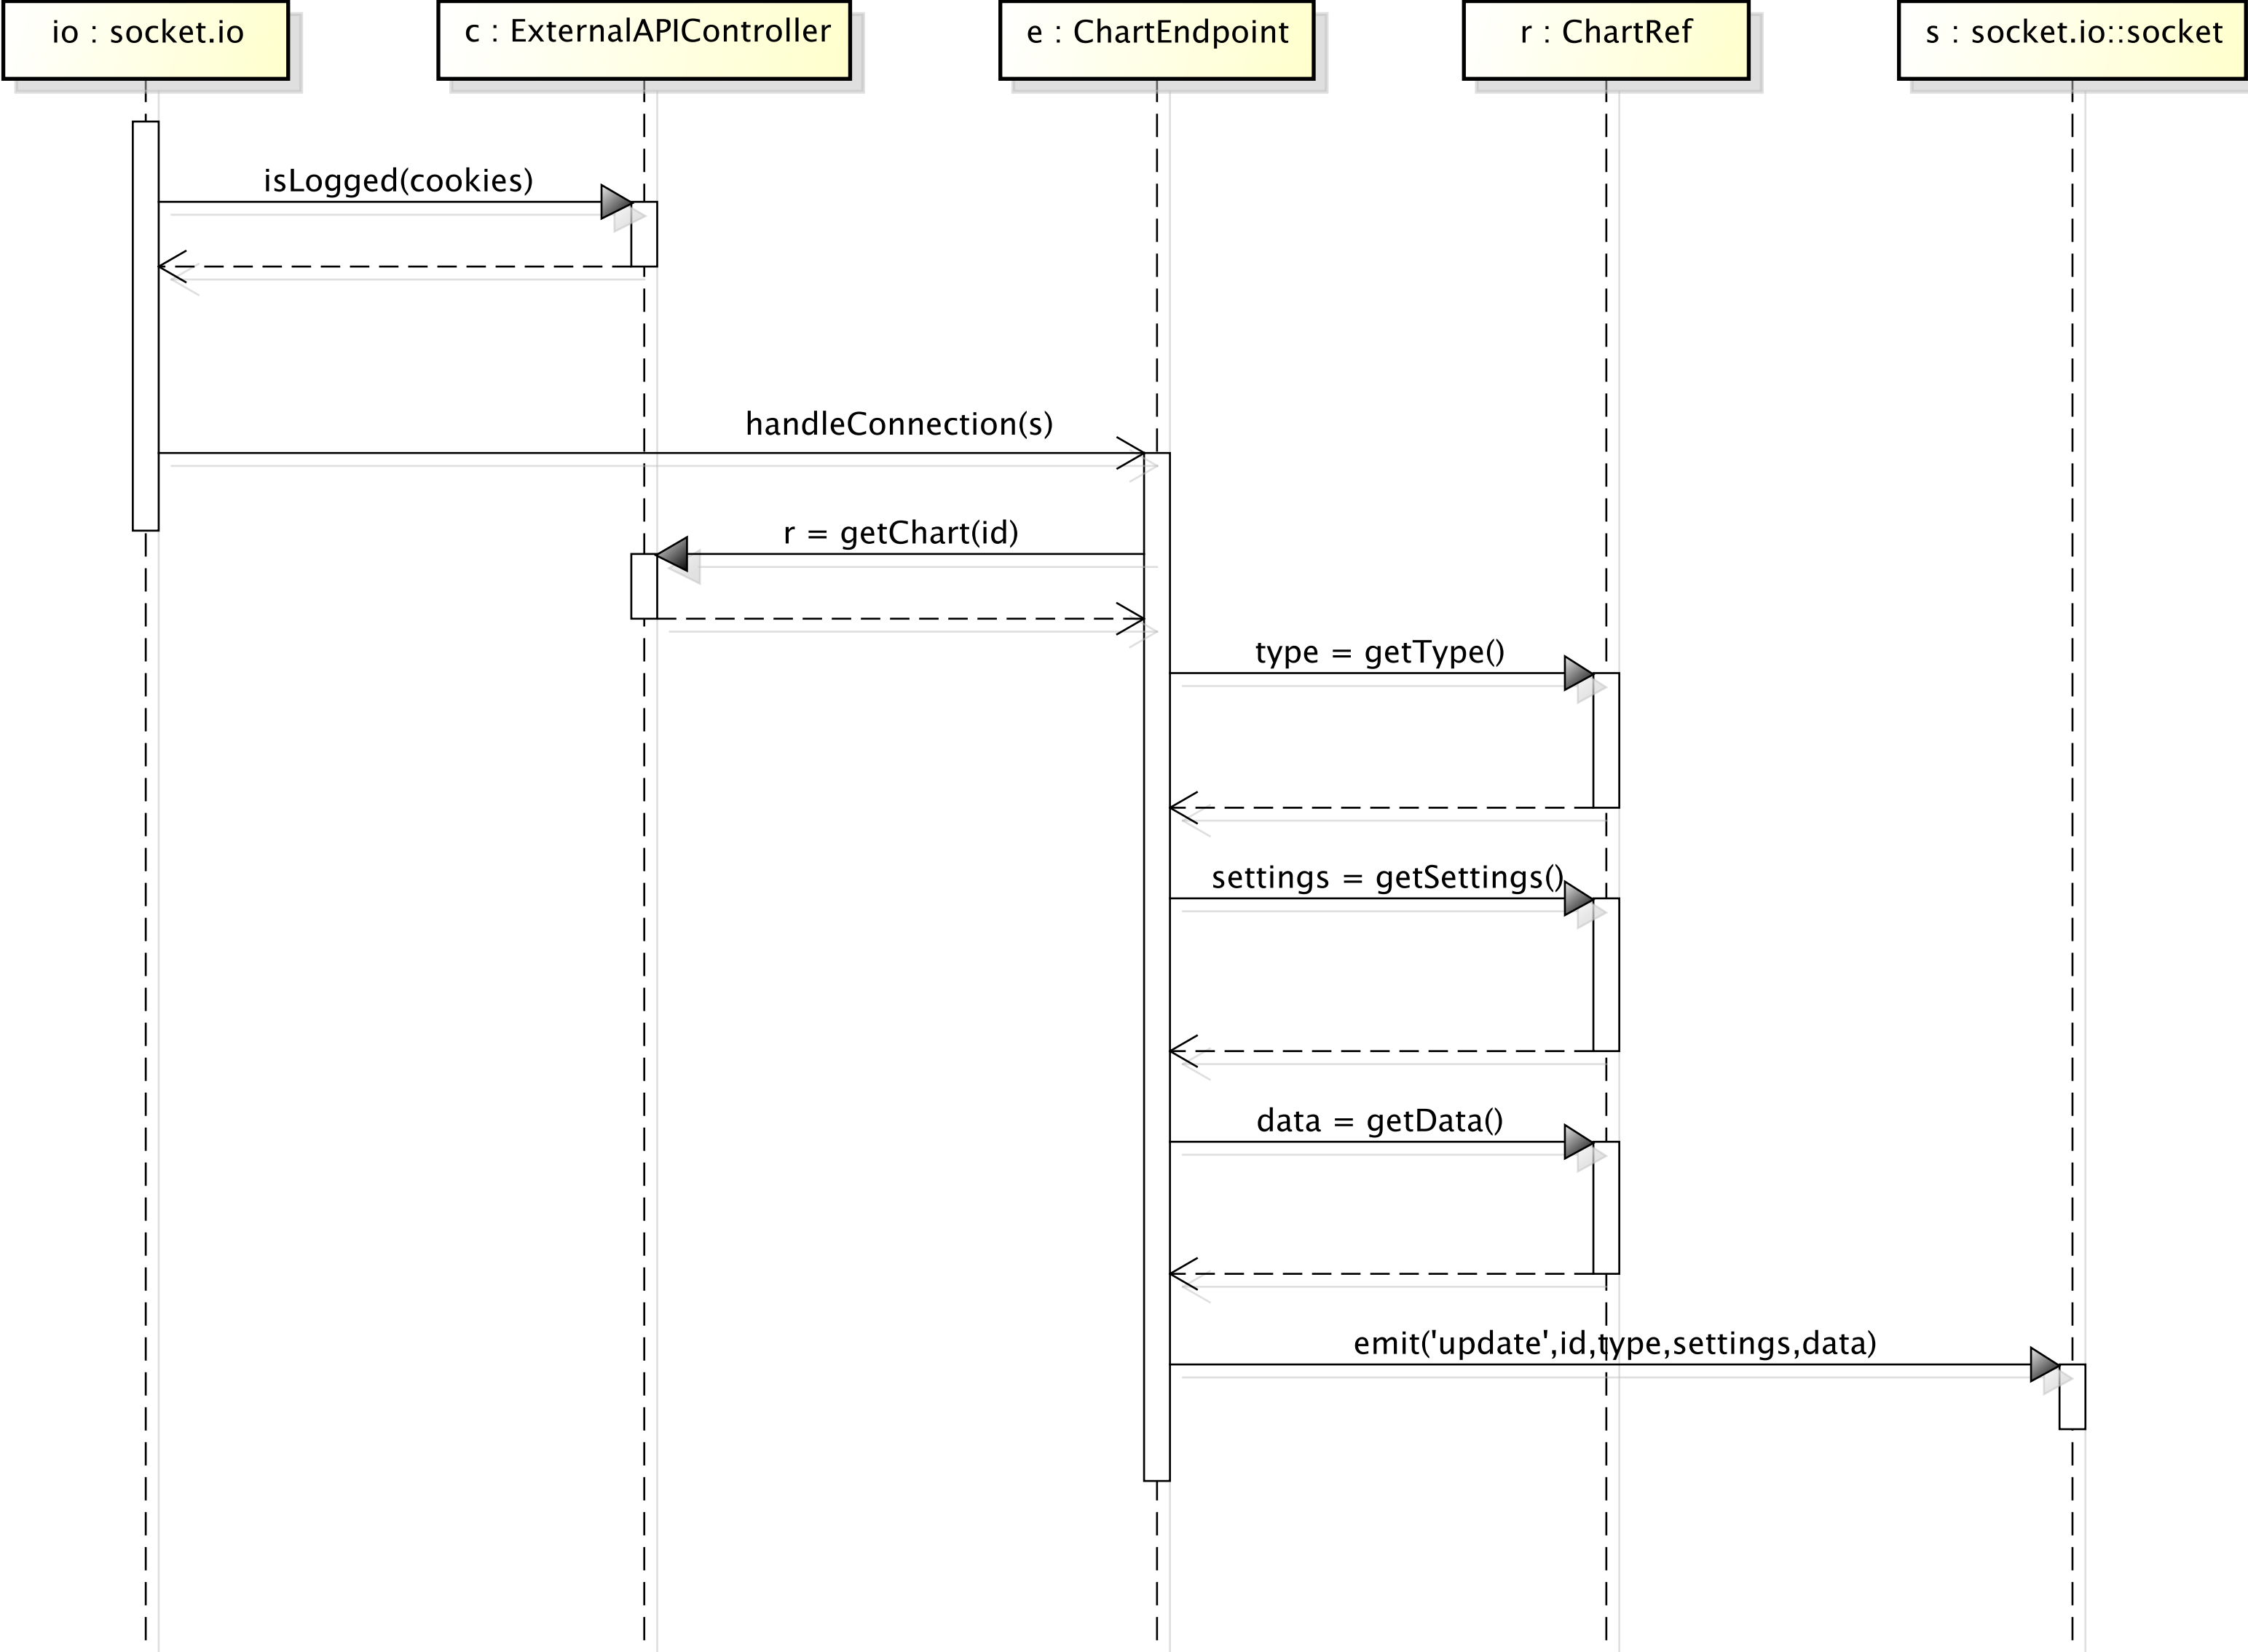 io : socket.io
c : ExternalAPIController
e : ChartEndpoint
r : ChartRef
s : socket.io::socket
isLogged(cookies)
handleConnection(s)
r = getChart(id)
type = getType()
settings = getSettings()
data = getData()
emit('update',id,type,settings,data)